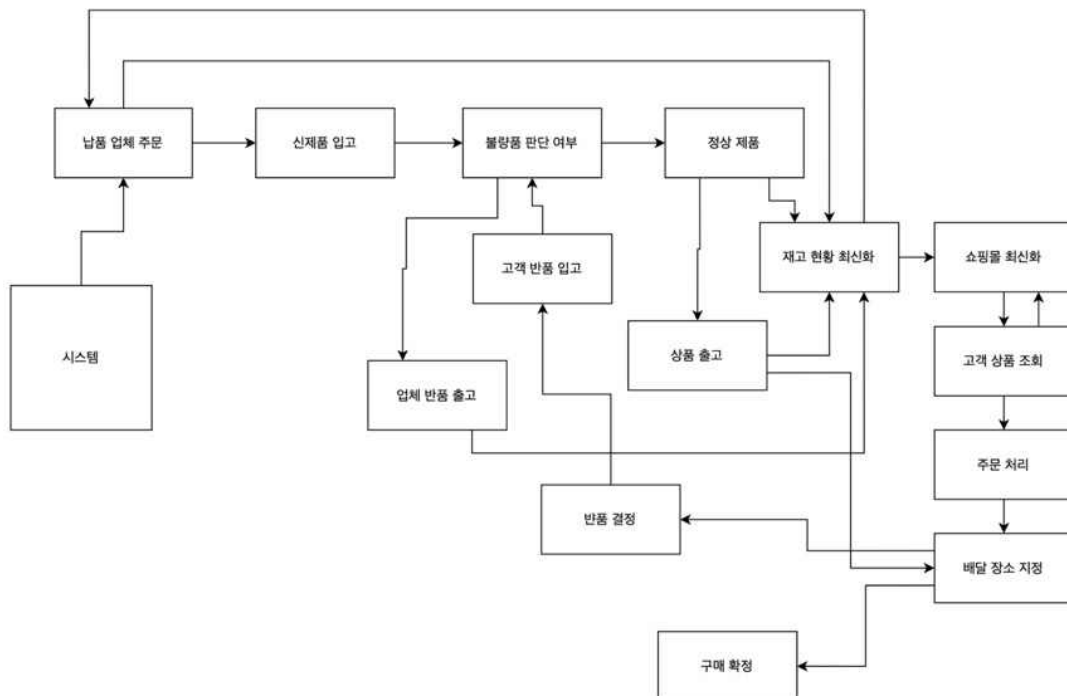 납품 업체 주문
신제품 입고
불량품 판단 여부
정상 제품
고객 반품 입고
재고 현황 최신화
쇼핑몰 최신화
시스템
상품 출고
고객 상품 조회
업체 반품 출고
주문 처리
반품 결정
배달 장소 지정
구매 확정